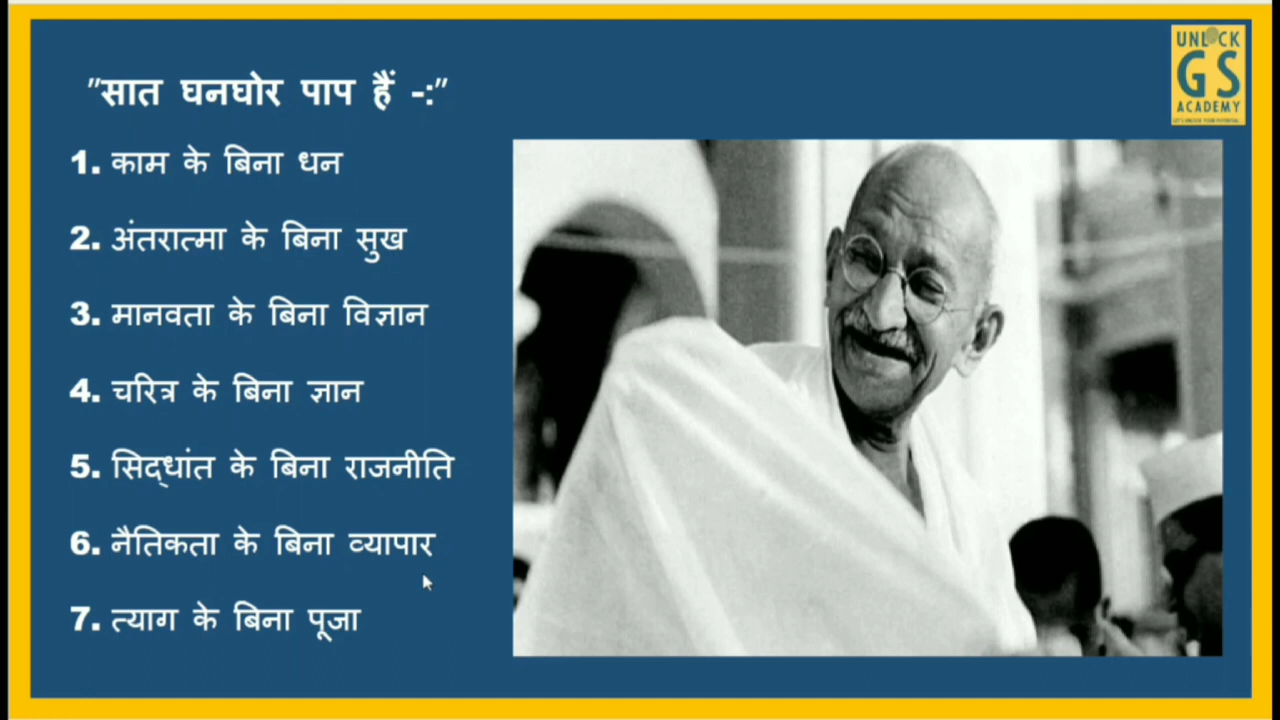 "सात घनघोर पाप हैं -:"
1. काम के बिना धन
2. अंतरात्मा के बिना सुख
3. मानवता के बिना विज्ञान
4. चरित्र के बिना ज्ञान
5. सिद्धांत के बिना राजनीति
6. नैतिकता के बिना व्यापार
7. त्याग के बिना पूजा
UNLOCK
GS
ACADEMY